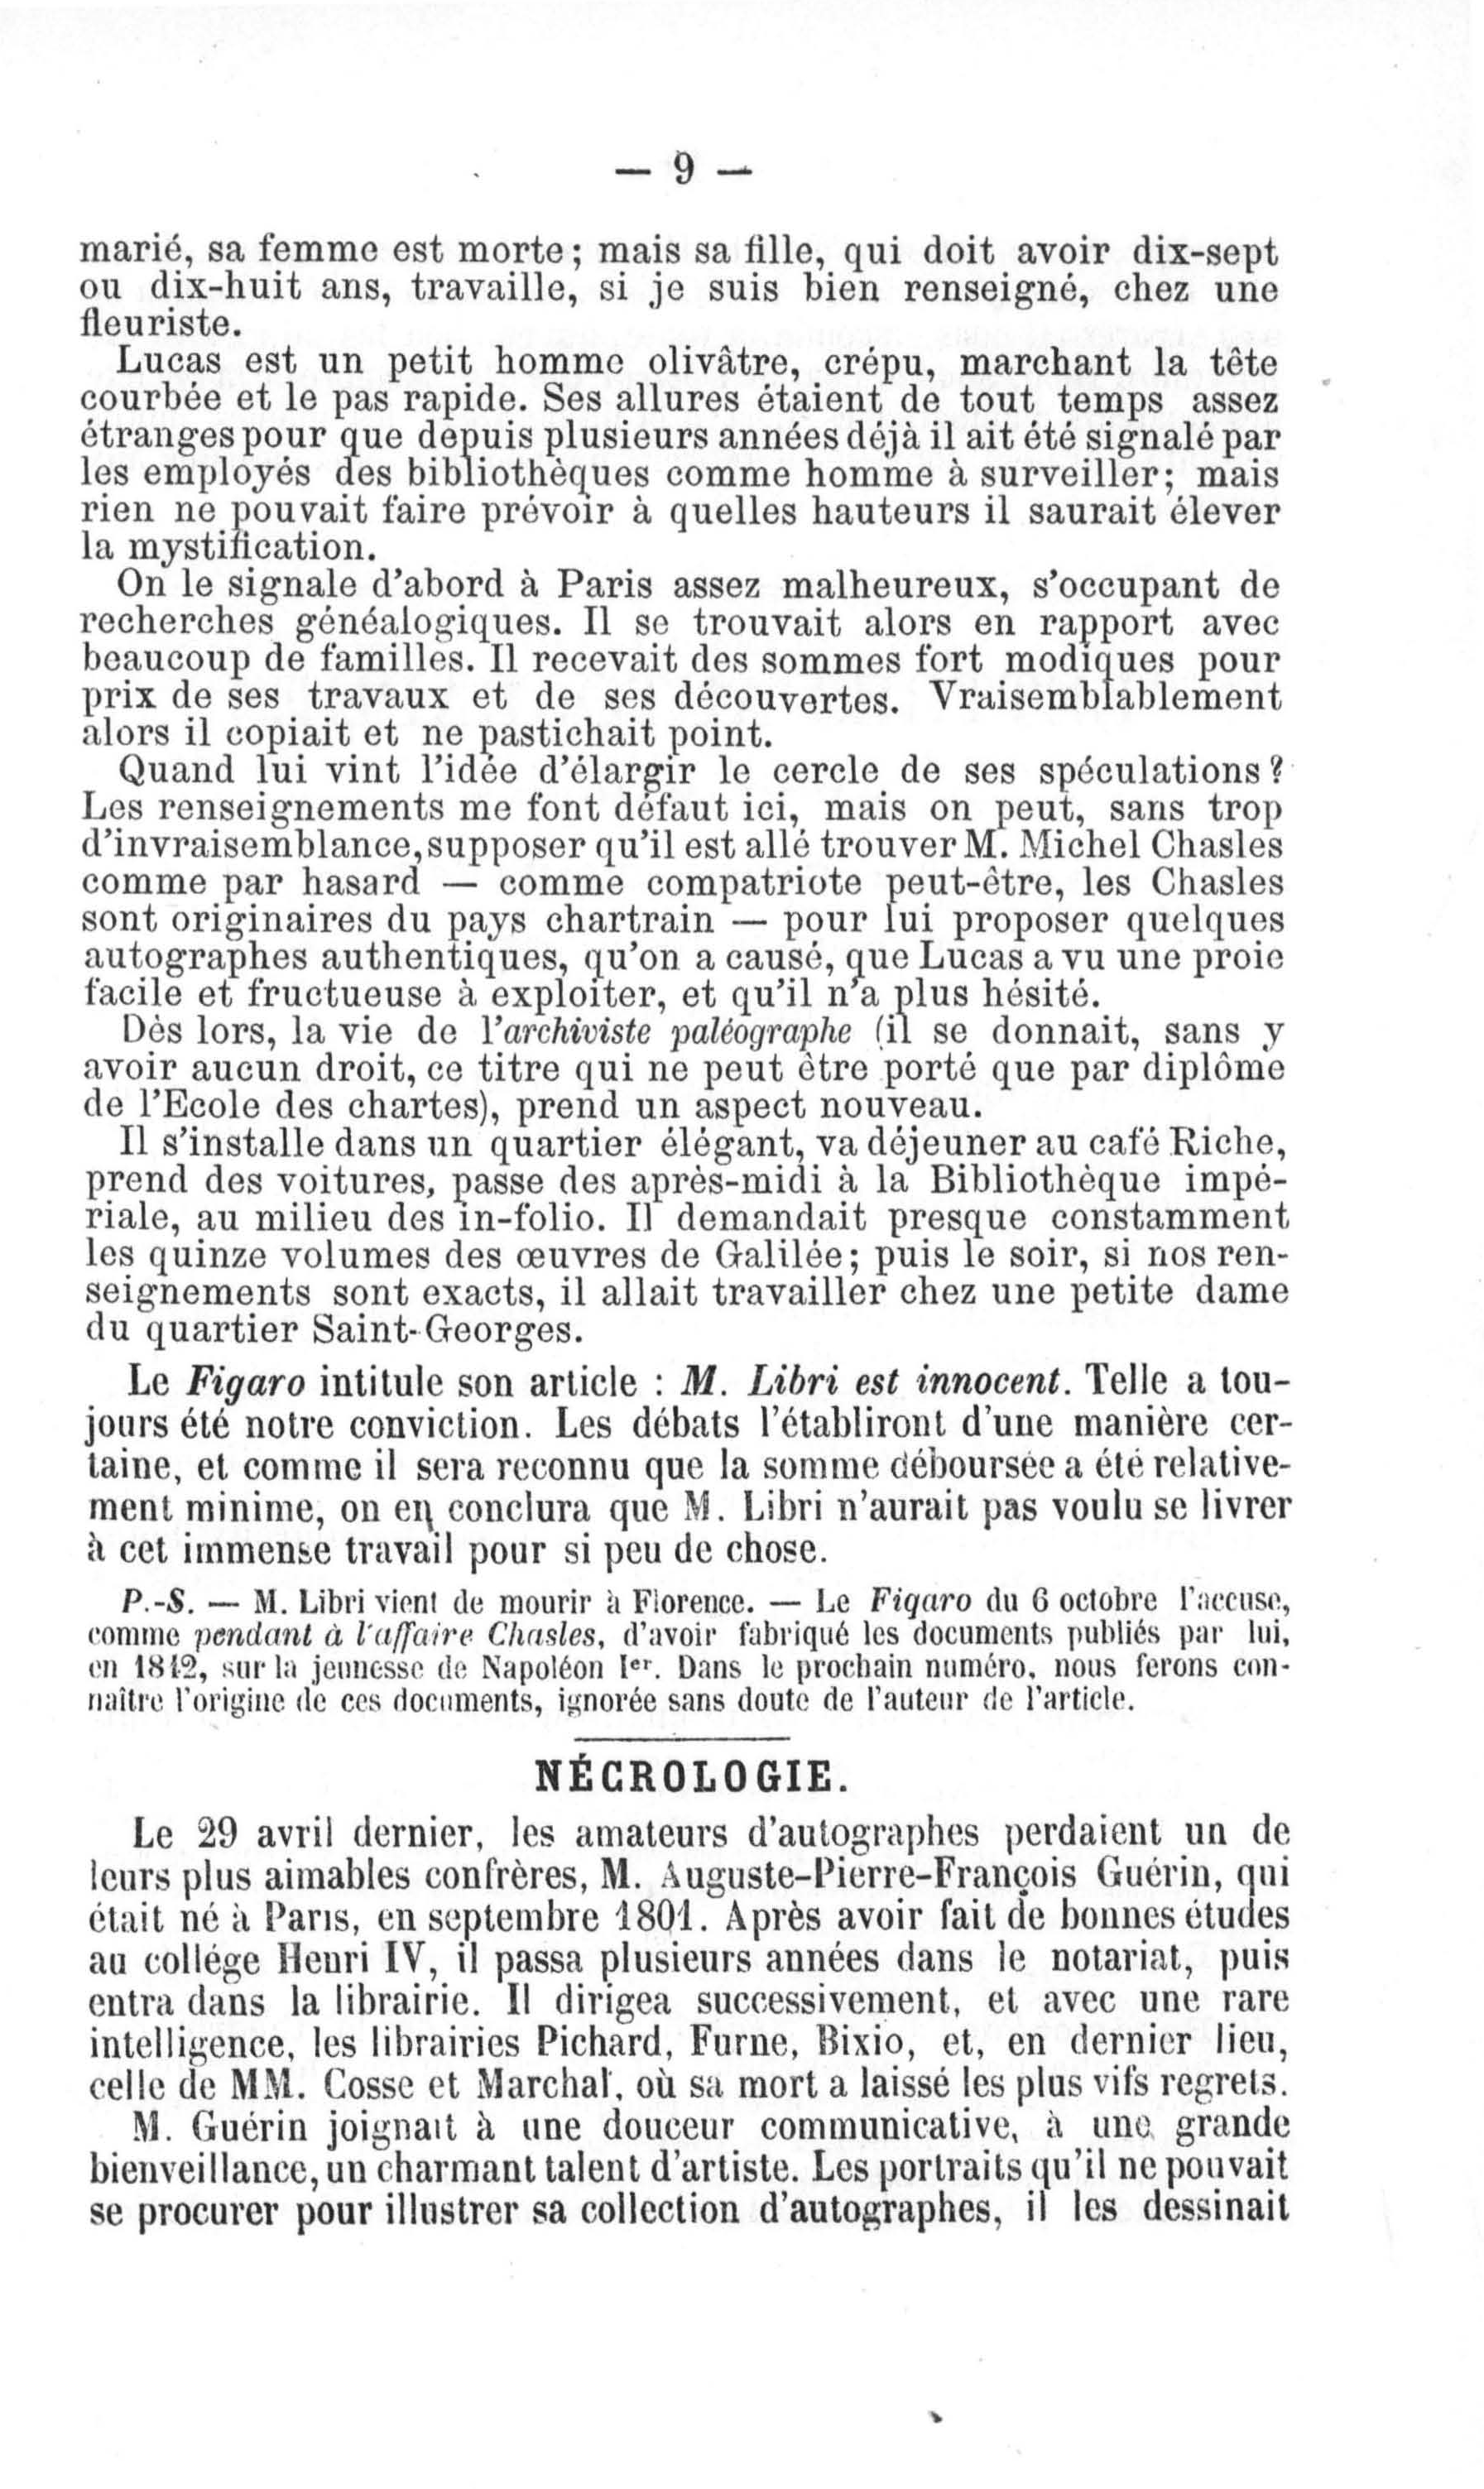 — 9 —
marié, sa femme est morte; mais sa fille, qui doit avoir dix-sept
ou dix-huit ans, travaille, si je suis bien renseigné, chez une
fleuriste.
Lucas est un petit homme olivâtre, crépu, marchant la tête
courbée et le pas rapide. Ses allures étaient de tout temps assez
étranges pour que depuis plusieurs années déjà il ait été signalé par
les employés des bibliothèques comme homme à surveiller; mais
rien ne pouvait faire prévoir à quelles hauteurs il saurait élever
la mystification.
On le signale d'abord à Paris assez malheureux, s'occupant de
recherches généalogiques. Il se trouvait alors en rapport avec
beaucoup de familles. Il recevait des sommes fort modiques pour
prix de ses travaux et de ses découvertes. Vraisemblablement
alors il copiait et ne pastichait point.
Quand lui vint l'idée d'élargir le cercle de ses spéculations?
Les renseignements me font défaut ici, mais on peut, sans trop
d'invraisemblance, supposer qu'il est allé trouver M. Michel Chasles
comme par hasard — comme compatriote peut-être, les Chasles
sont originaires du pays chartrain — pour lui proposer quelques
autographes authentiques, qu'on a causé, que Lucas a vu une proie
facile et fructueuse à exploiter, et qu'il n'a plus hésité.
Dès lors, la vie de l'archiviste paléographe (il se donnait, sans y
avoir aucun droit, ce titre qui ne peut être porté que par diplôme
de l'Ecole des chartes), prend un aspect nouveau.
Il s'installe dans un quartier élégant, va déjeuner au café Riche,
prend des voitures, passe des après-midi à la Bibliothèque impé-
riale, au milieu des in-folio. Il demandait presque constamment
les quinze volumes des œuvres de Galilée; puis le soir, si nos ren-
seignements sont exacts, il allait travailler chez une petite dame
du quartier Saint-Georges.
Le Figaro intitule son article : M. Libri est innocent. Telle a tou-
jours été notre conviction. Les débats l'établiront d'une manière cer-
taine, et comme il sera reconnu que la somme déboursée a été relative-
ment minime, on en conclura que M. Libri n'aurait pas voulu se livrer
à cet immense travail pour si peu de chose.
P.-S. — M. Libri vient de mourir à Florence. — Le Figaro du 6 octobre l'accuse,
comme pendant à l'affaire Chasles, d'avoir fabriqué les documents publiés par lui,
en 1842, sur la jeunesse de Napoléon Ier. Dans le prochain numéro, nous ferons con-
naître l'origine de ces documents, ignorée sans doute de l'auteur de l'article.
NÉCROLOGIE.
Le 29 avril dernier, les amateurs d'autographes perdaient un de
leurs plus aimables confrères, M. Auguste-Pierre-François Guérin, qui
était né à Paris, en septembre 1801. Après avoir fait de bonnes études
au collége Henri IV, il passa plusieurs années dans le notariat, puis
entra dans la librairie. Il dirigea successivement, et avec une rare
intelligence, les librairies Pichard, Furne, Bixio, et, en dernier lieu,
celle de MM. Cosse et Marchal, où sa mort a laissé les plus vifs regrets.
M. Guérin joignait à une douceur communicative, à une grande
bienveillance, un charmant talent d'artiste. Les portraits qu'il ne pouvait
se procurer pour illustrer sa collection d'autographes, il les dessinait